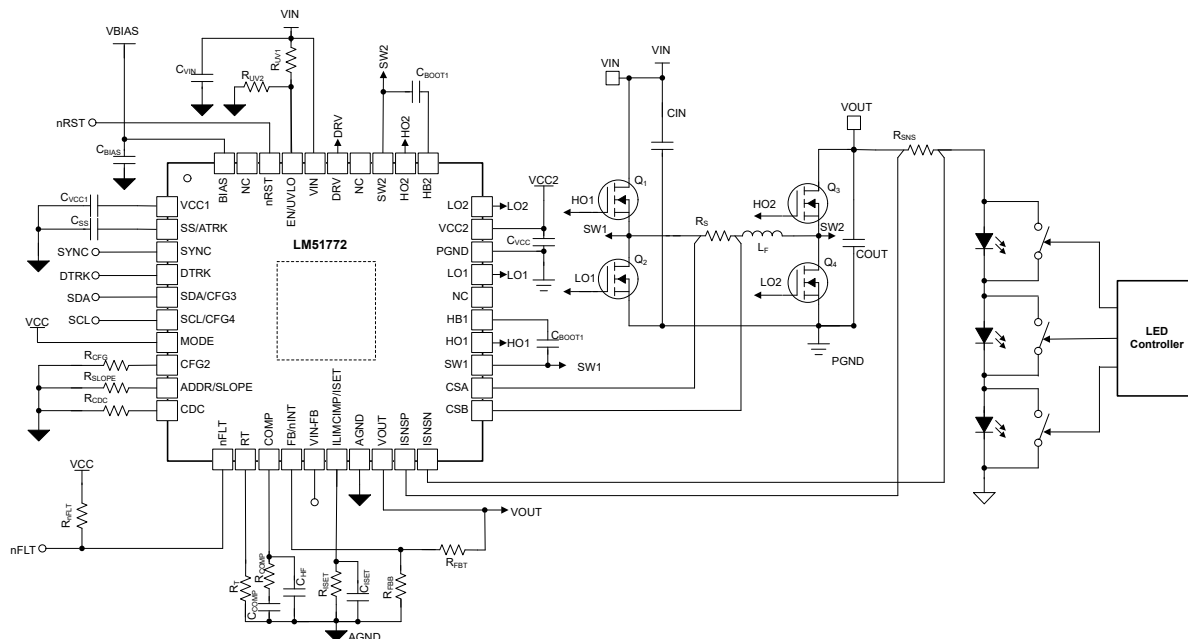 VBIAS
VIN
CVIN
RUV1
RUV2
SW2
CBOOT1
nRST
DRV
HO2
CBIAS
BIAS
NC
nRST
EN/UVLO
VIN
DRV
NC
SW2
HO2
HB2
CVCC1
CSS
SYNC
DTRK
SDA
SCL
VCC
RCFG
RSLOPE
RCDC
VCC1
SS/ATRK
SYNC
DTRK
SDA/CFG3
SCL/CFG4
MODE
CFG2
ADDR/SLOPE
CDC
LM51772
LO2
VCC2
PGND
LO1
NC
HB1
HO1
SW1
CSA
CSB
LO2
VCC2
CVCC
LO1
CBOOT1
HO1
SW1
nFLT
RT
COMP
FB/nINT
VIN-FB
ILIMCIMP/ISET
AGND
VOUT
ISNSP
ISNSN
VCC
RnFLT
nFLT
RT
RCOMP
CCOMP
CHF
RISET
CISET
RFBB
RFBT
VOUT
AGND
VIN
VIN
CIN
Q1
HO1
SW1
Q2
LO1
RS
LF
VOUT
RSNS
Q3
HO2
SW2
Q4
LO2
COUT
PGND
LED
Controller